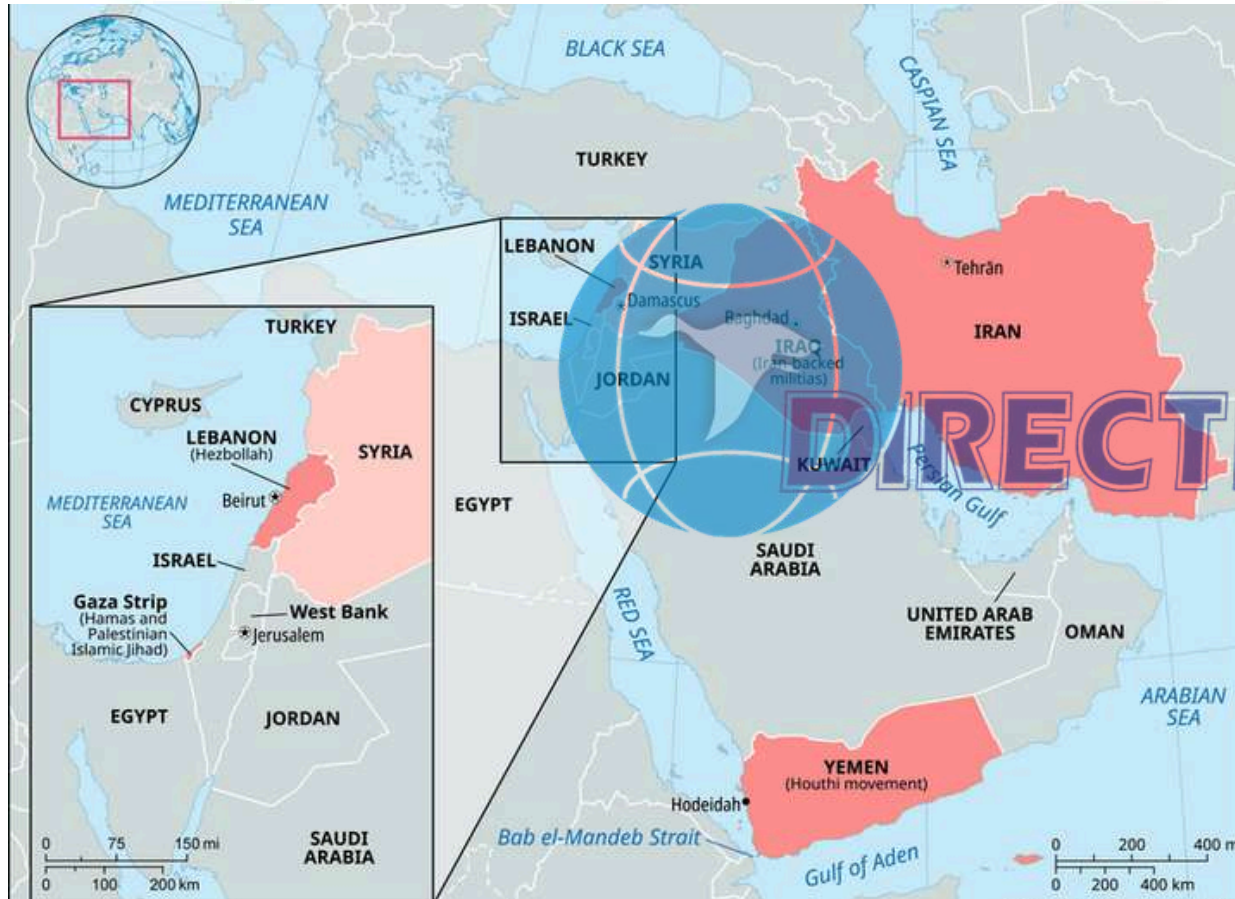 BLACK SEA
CASPIAN SEA
TURKEY
MEDITERRANEAN
SEA
LEBANON
SYRIA
Damascus
ISRAEL
Baghdad
IRAQ
(Iran-backed
militias)
JORDAN
Tehrān
IRAN
DIRECT
KUWAIT
Persian Gulf
EGYPT
SAUDI
ARABIA
RED SEA
UNITED ARAB
EMIRATES
OMAN
ARABIAN
SEA
YEMEN
(Houthi movement)
Hodeidah
Bab el-Mandeb Strait
Gulf of Aden
0 200 400 m
0 200 400 km
TURKEY
CYPRUS
LEBANON
(Hezbollah)
SYRIA
Beirut
MEDITERRANEAN
SEA
ISRAEL
Gaza Strip
(Hamas and
Palestinian
Islamic Jihad)
West Bank
Jerusalem
EGYPT
JORDAN
SAUDI
ARABIA
0 75 150 mi
0 100 200 km